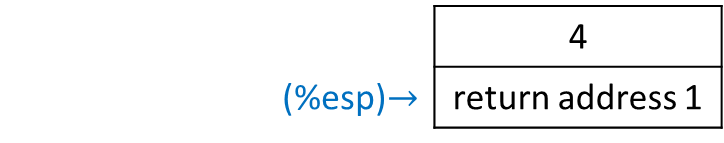 4
(%esp)→ return address 1